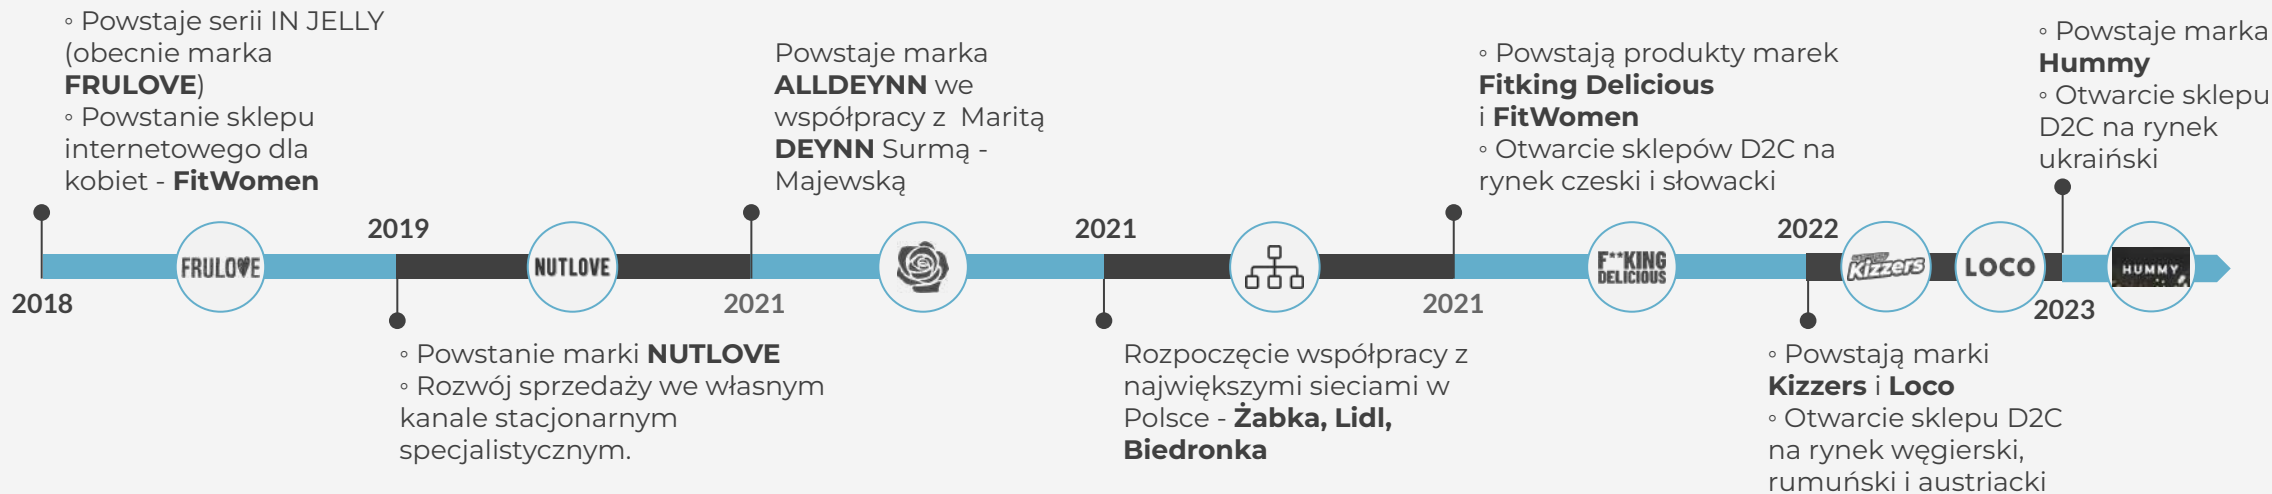 ◦ Powstaje serii IN JELLY
(obecnie marka
FRULOVE)
◦ Powstanie sklepu
internetowego dla
kobiet - FitWomen
2018
FRULOVE
2019
◦ Powstanie marki NUTLOVE
◦ Rozwój sprzedaży we własnym
kanale stacjonarnym
specjalistycznym.
NUTLOVE
Powstaje marka
ALLDEYNN we
współpracy z  Maritą
DEYNN Surmą -
Majewską
2021
2021
Rozpoczęcie współpracy z
największymi sieciami w
Polsce - Żabka, Lidl,
Biedronka
◦ Powstają produkty marek
Fitking Delicious
i FitWomen
◦ Otwarcie sklepów D2C na
rynek czeski i słowacki
2021
F**KING
DELICIOUS
2022
◦ Powstają marki
Kizzers i Loco
◦ Otwarcie sklepu D2C
na rynek węgierski,
rumuński i austriacki
Kizzers
LOCO
◦ Powstaje marka
Hummy
◦ Otwarcie sklepu
D2C na rynek
ukraiński
2023
HUMMY